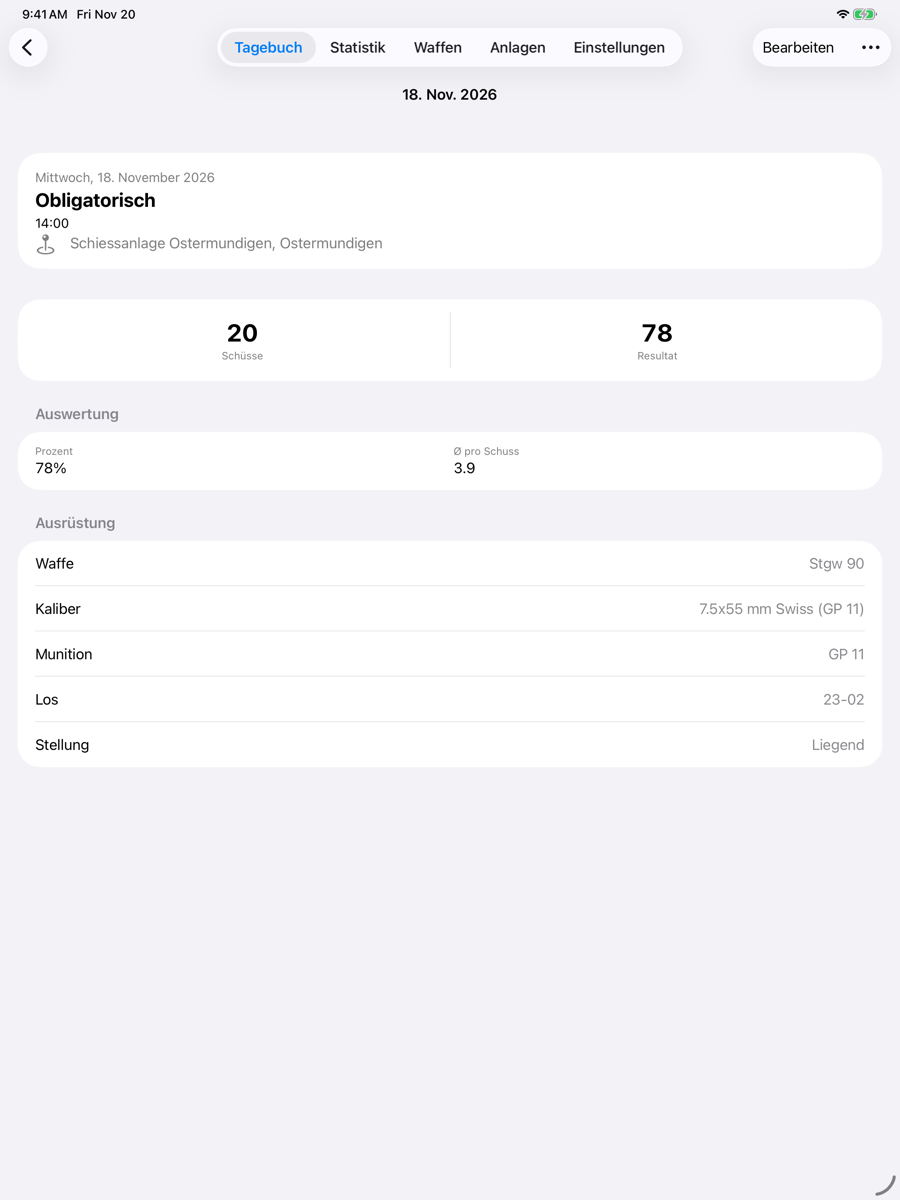 9:41 AM Fri Nov 20
Tagebuch Statistik Waffen Anlagen Einstellungen Bearbeiten
18. Nov. 2026
Mittwoch, 18. November 2026
Obligatorisch
14:00
Schiessanlage Ostermundigen, Ostermundigen
20 78
Schüsse Resultat
Auswertung
Prozent Ø pro Schuss
78% 3.9
Ausrüstung
Waffe Stgw 90
Kaliber 7.5x55 mm Swiss (GP 11)
Munition GP 11
Los 23-02
Stellung Liegend